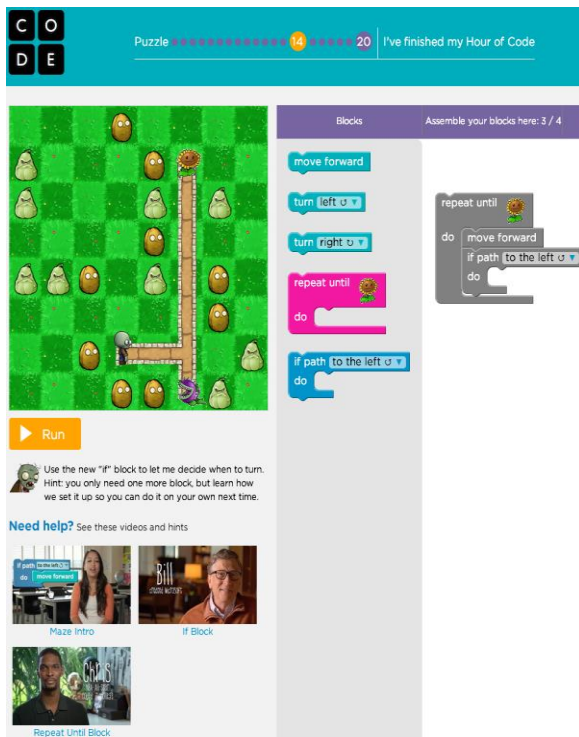 C O
D E
Puzzle 14 20 I've finished my Hour of Code
Blocks
Assemble your blocks here: 3 / 4
move forward
turn left ↺ ▼
turn right ↻ ▼
repeat until
do
if path to the left ↺ ▼
do
repeat until
do move forward
if path to the left ↺ ▼
do
Run
Use the new "if" block to let me decide when to turn.
Hint: you only need one more block, but learn how
we set it up so you can do it on your own next time.
Need help? See these videos and hints
if path to the left ↺
do move forward
Maze Intro
Bill
If Block
Chris
Repeat Until Block